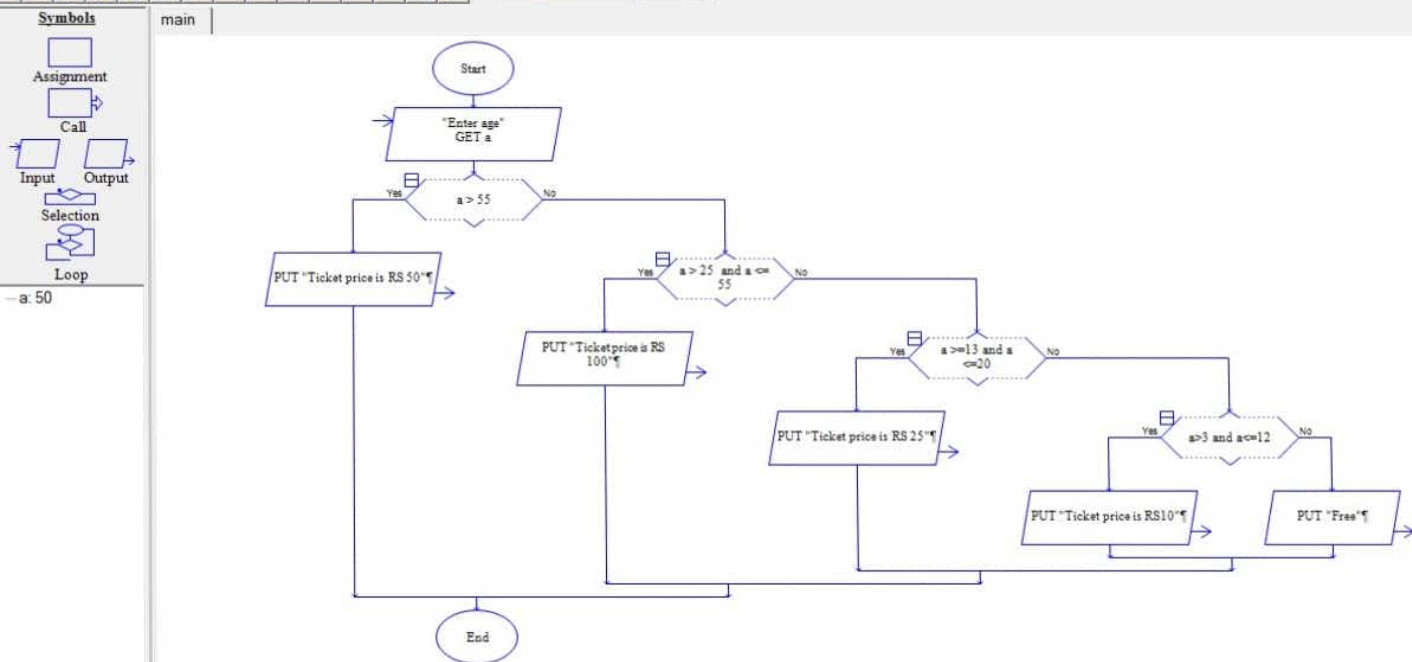 Symbols
Assignment
Call
Input Output
Selection
Loop
a: 50
main
Start
"Enter age"
GET a
Yes
a > 55
No
PUT "Ticket price is RS 50"¶
Yes
a > 25 and a <=
55
No
PUT "Ticket price is RS
100"¶
Yes
a >=13 and a
<=20
No
PUT "Ticket price is RS 25"¶
Yes
a>3 and a<=12
No
PUT "Ticket price is RS10"¶
PUT "Free"¶
End